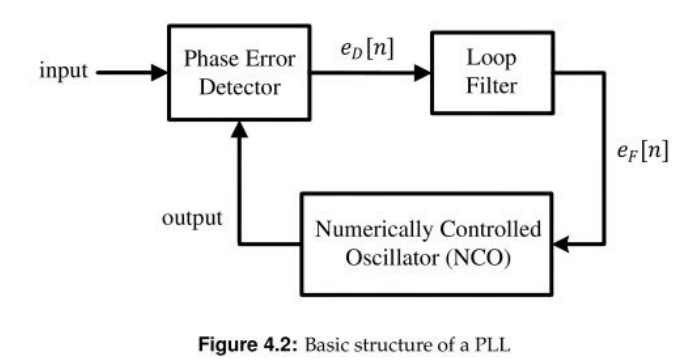 Phase Error
Detector
e_D[n]
Loop
Filter
input
e_F[n]
output
Numerically Controlled
Oscillator (NCO)
Figure 4.2: Basic structure of a PLL